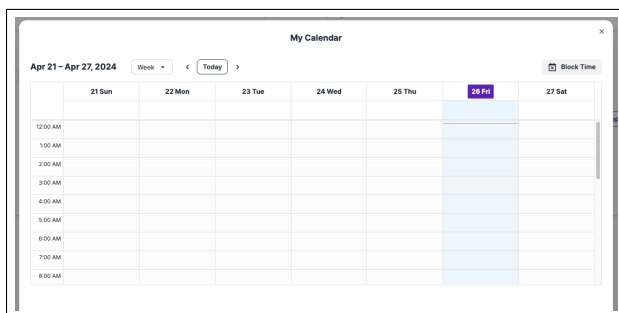 My Calendar
Apr 21 – Apr 27, 2024 Week Today Block Time
21 Sun 22 Mon 23 Tue 24 Wed 25 Thu 26 Fri 27 Sat
12:00 AM
1:00 AM
2:00 AM
3:00 AM
4:00 AM
5:00 AM
6:00 AM
7:00 AM
8:00 AM